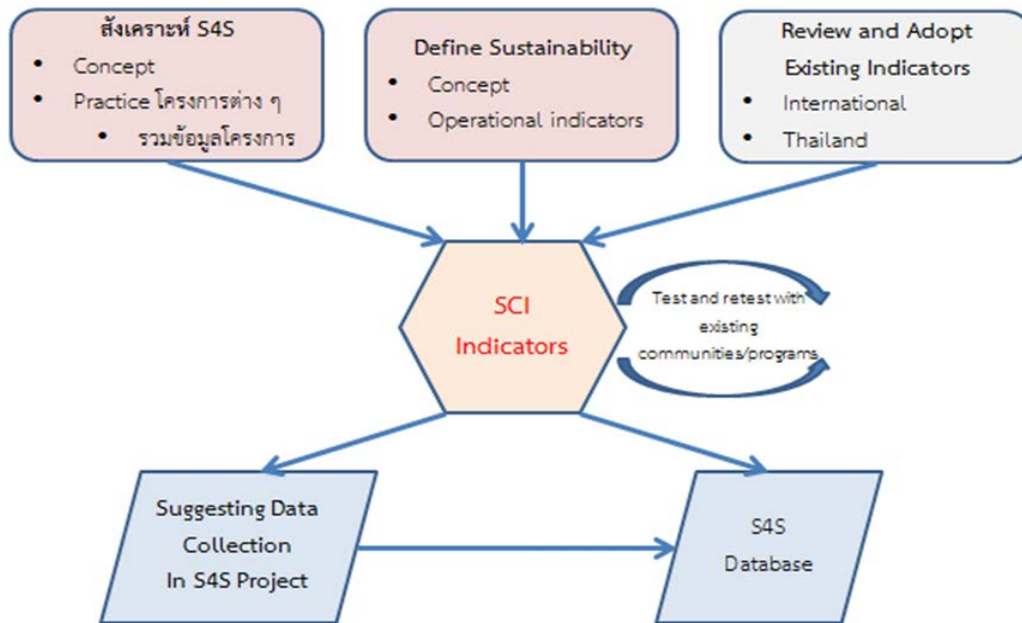 สังเคราะห์ S4S
• Concept
• Practice โครงการต่าง ๆ
• รวมข้อมูลโครงการ
Define Sustainability
• Concept
• Operational indicators
Review and Adopt
Existing Indicators
• International
• Thailand
SCI
Indicators
Test and retest with
existing
communities/programs
Suggesting Data
Collection
In S4S Project
S4S
Database